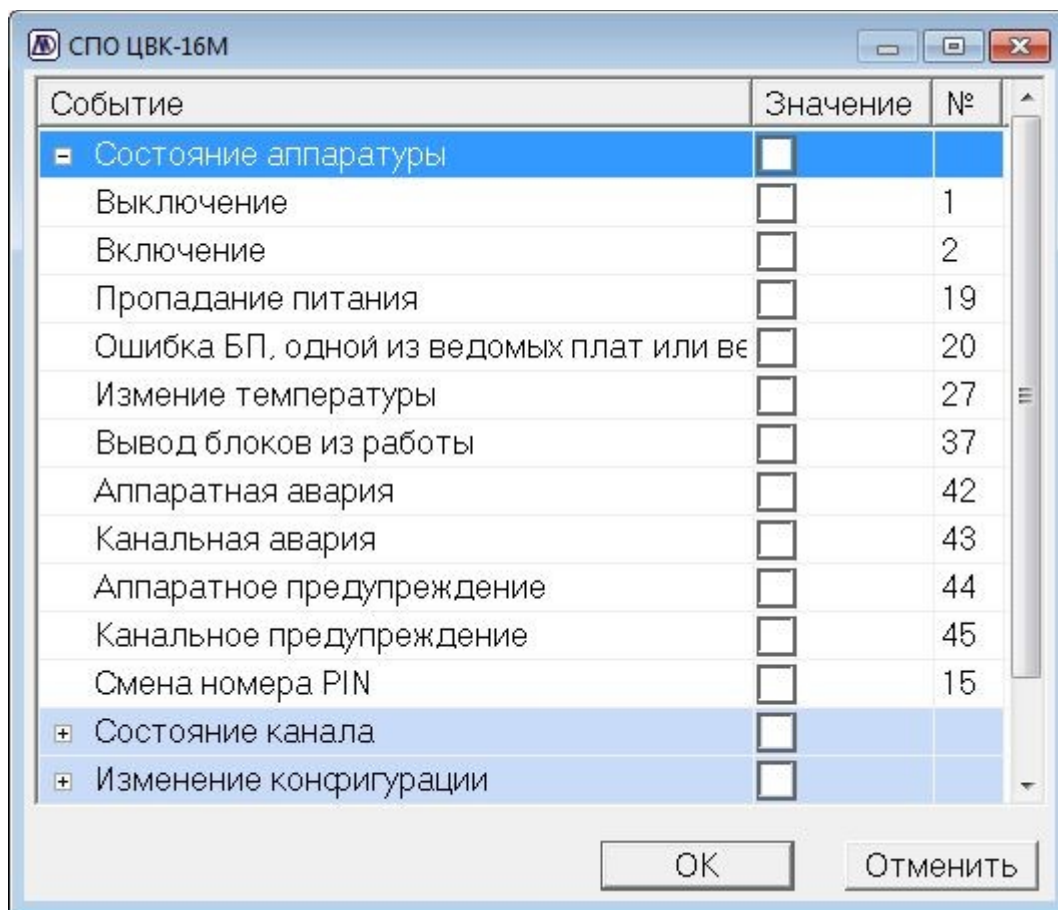 СПО ЦВК-16М
Событие Значение №
Состояние аппаратуры
Выключение 1
Включение 2
Пропадание питания 19
Ошибка БП, одной из ведомых плат или ве 20
Измение температуры 27
Вывод блоков из работы 37
Аппаратная авария 42
Канальная авария 43
Аппаратное предупреждение 44
Канальное предупреждение 45
Смена номера PIN 15
Состояние канала
Изменение конфигурации
OK Отменить